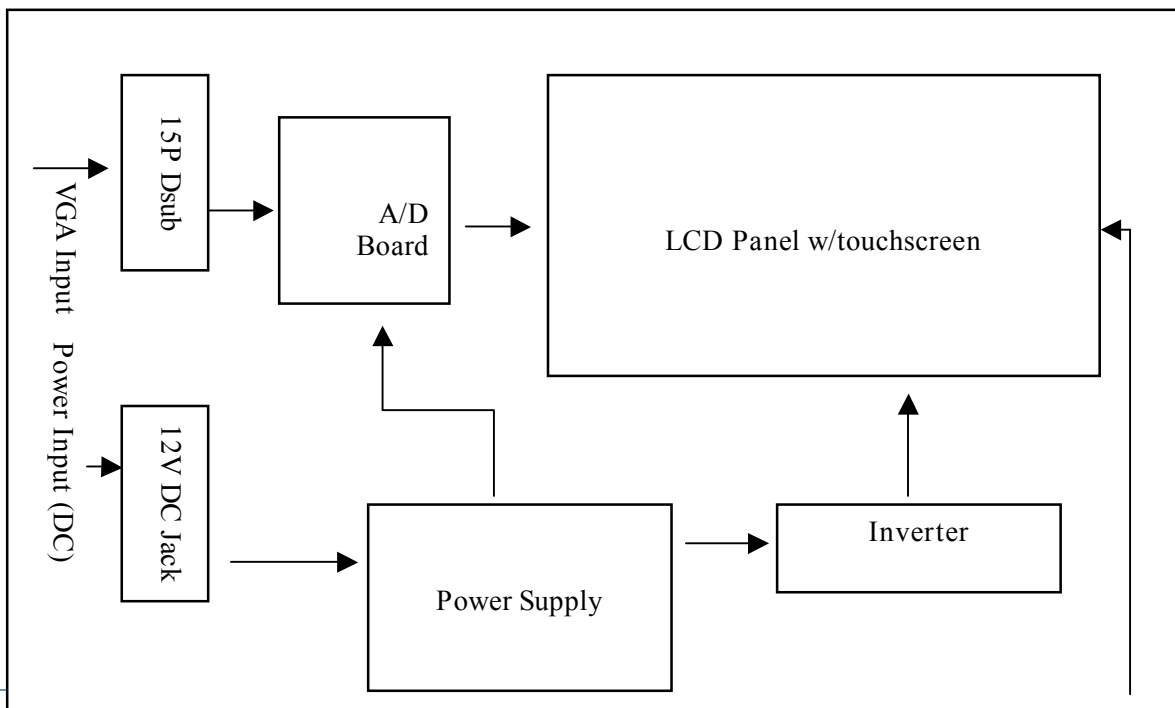 15P Dsub
VGA Input
A/D
Board
LCD Panel w/touchscreen
Power Input (DC)
12V DC Jack
Power Supply
Inverter